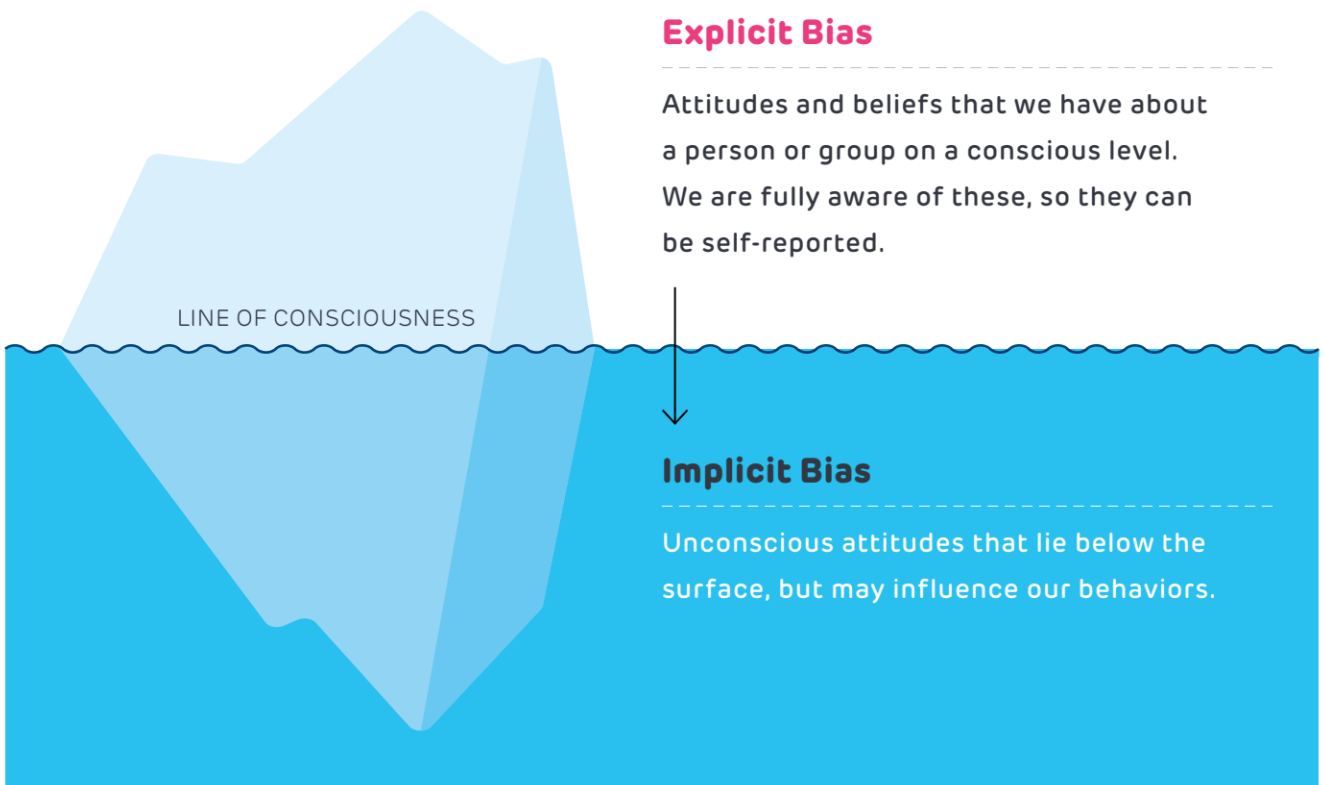 Explicit Bias
Attitudes and beliefs that we have about
a person or group on a conscious level.
We are fully aware of these, so they can
be self-reported.
LINE OF CONSCIOUSNESS
Implicit Bias
Unconscious attitudes that lie below the
surface, but may influence our behaviors.